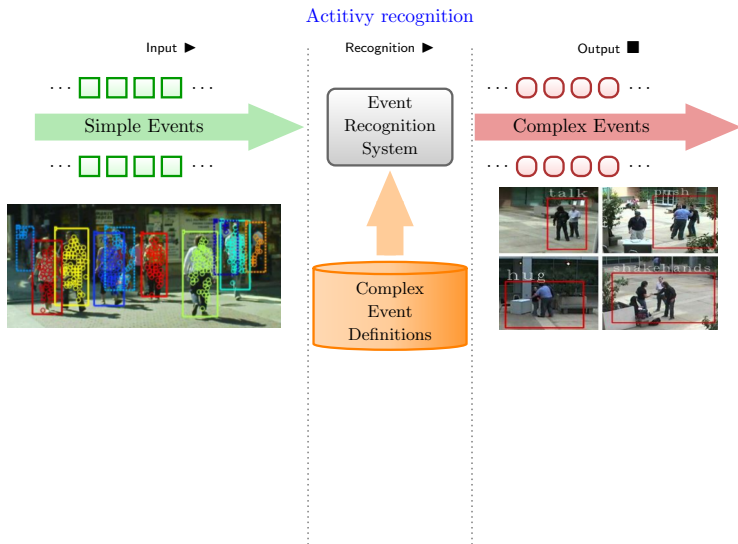 Actitivy recognition
Input ▶
Recognition ▶
Output ■
... ...
Simple Events
... ...
Event
Recognition
System
... ...
Complex Events
... ...
Complex
Event
Definitions
talk
push
hug
shakehands